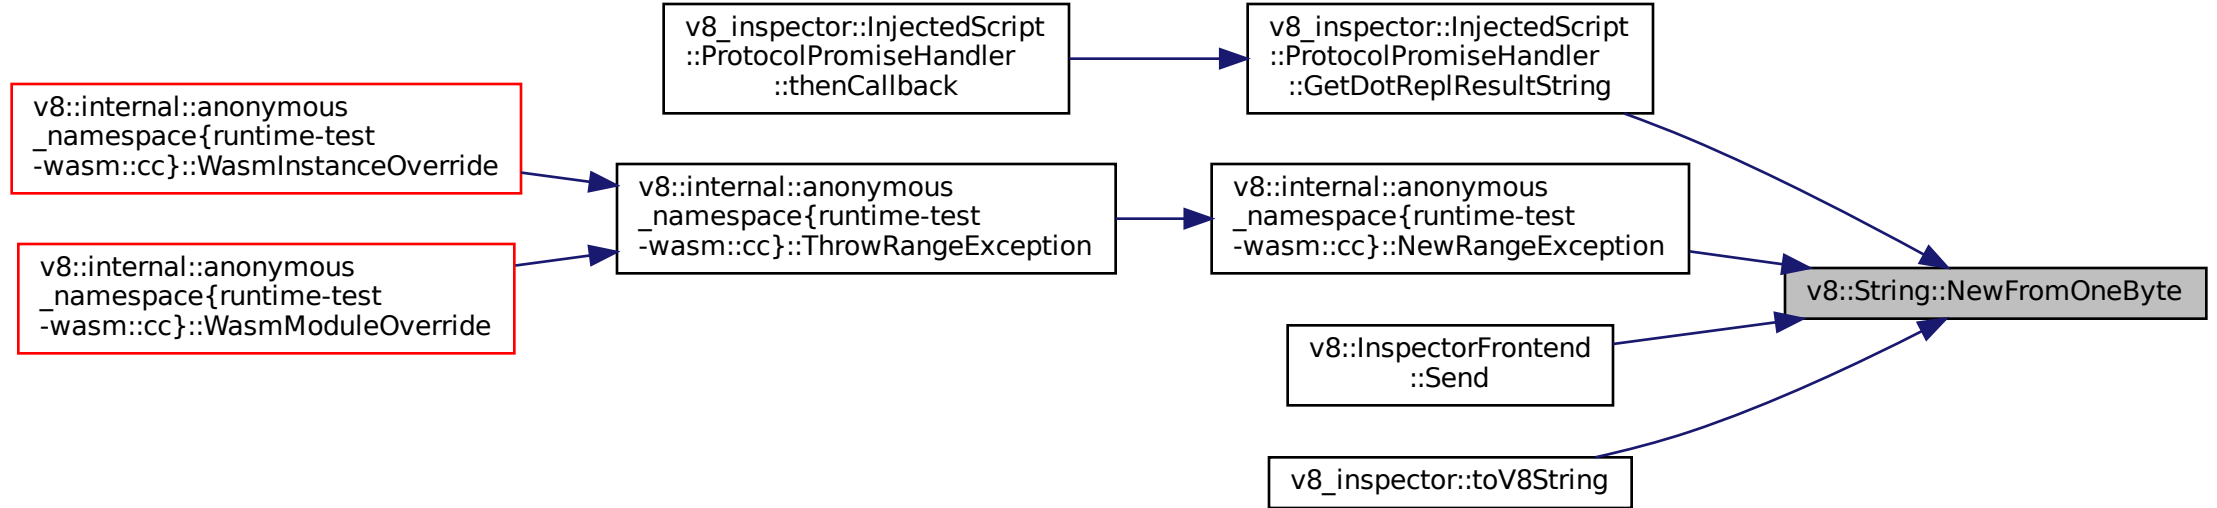 v8_inspector::InjectedScript
::ProtocolPromiseHandler
::thenCallback
v8_inspector::InjectedScript
::ProtocolPromiseHandler
::GetDotReplResultString
v8::internal::anonymous
_namespace{runtime-test
-wasm::cc}::WasmInstanceOverride
v8::internal::anonymous
_namespace{runtime-test
-wasm::cc}::ThrowRangeException
v8::internal::anonymous
_namespace{runtime-test
-wasm::cc}::NewRangeException
v8::internal::anonymous
_namespace{runtime-test
-wasm::cc}::WasmModuleOverride
v8::String::NewFromOneByte
v8::InspectorFrontend
::Send
v8_inspector::toV8String